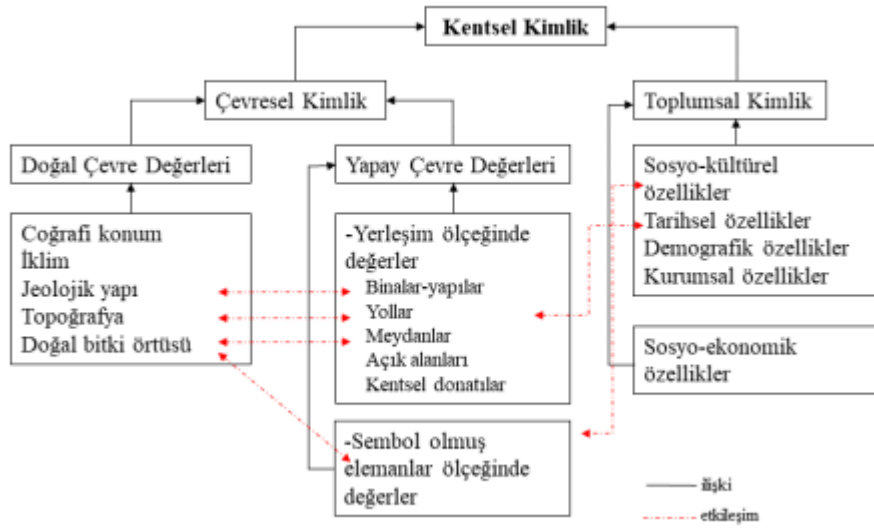 Kentsel Kimlik
Çevresel Kimlik
Toplumsal Kimlik
Doğal Çevre Değerleri
Yapay Çevre Değerleri
Sosyo-kültürel
özellikler
Tarihsel özellikler
Demografik özellikler
Kurumsal özellikler
Coğrafi konum
İklim
Jeolojik yapı
Topoğrafya
Doğal bitki örtüsü
-Yerleşim ölçeğinde
değerler
Binalar-yapılar
Yollar
Meydanlar
Açık alanları
Kentsel donatılar
Sosyo-ekonomik
özellikler
-Sembol olmuş
elemanlar ölçeğinde
değerler
ilişki
etkileşim